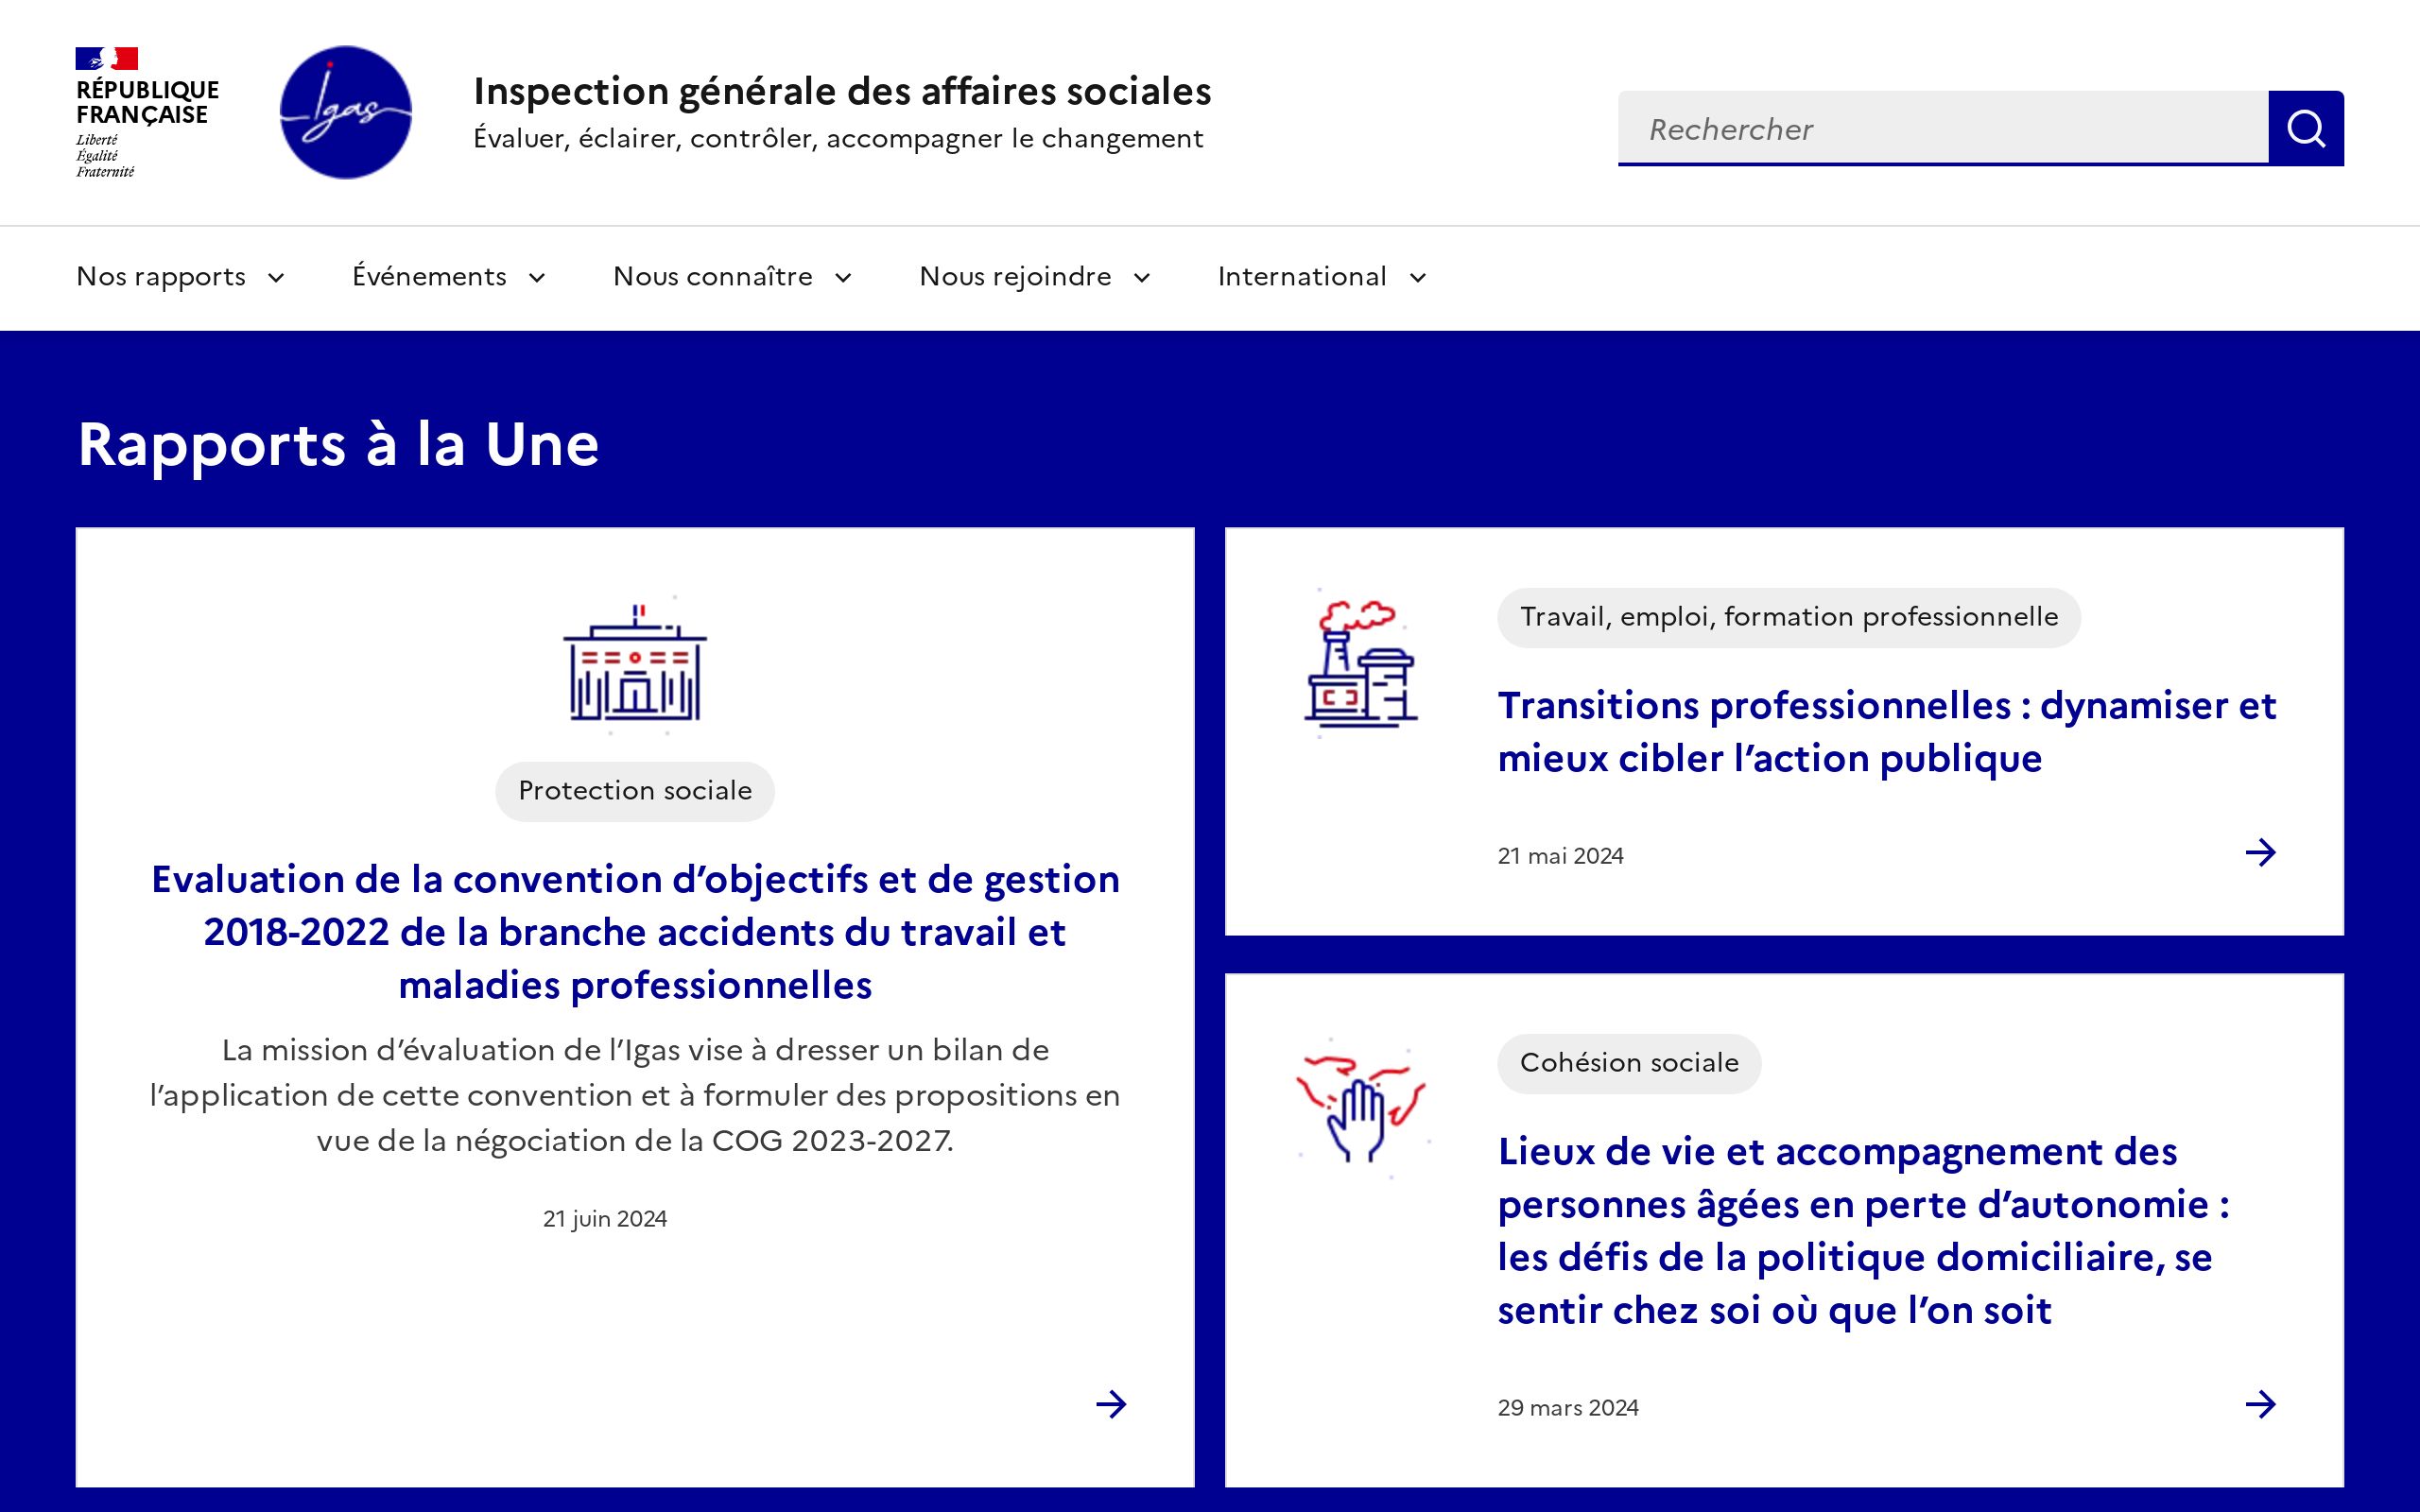 RÉPUBLIQUE
FRANÇAISE
Liberté
Égalité
Fraternité
Igas
Inspection générale des affaires sociales
Évaluer, éclairer, contrôler, accompagner le changement
Rechercher
Nos rapports
Événements
Nous connaître
Nous rejoindre
International
Rapports à la Une
Protection sociale
Evaluation de la convention d’objectifs et de gestion
2018-2022 de la branche accidents du travail et
maladies professionnelles
La mission d’évaluation de l’Igas vise à dresser un bilan de
l’application de cette convention et à formuler des propositions en
vue de la négociation de la COG 2023-2027.
21 juin 2024
Travail, emploi, formation professionnelle
Transitions professionnelles : dynamiser et
mieux cibler l’action publique
21 mai 2024
Cohésion sociale
Lieux de vie et accompagnement des
personnes âgées en perte d’autonomie :
les défis de la politique domiciliaire, se
sentir chez soi où que l’on soit
29 mars 2024